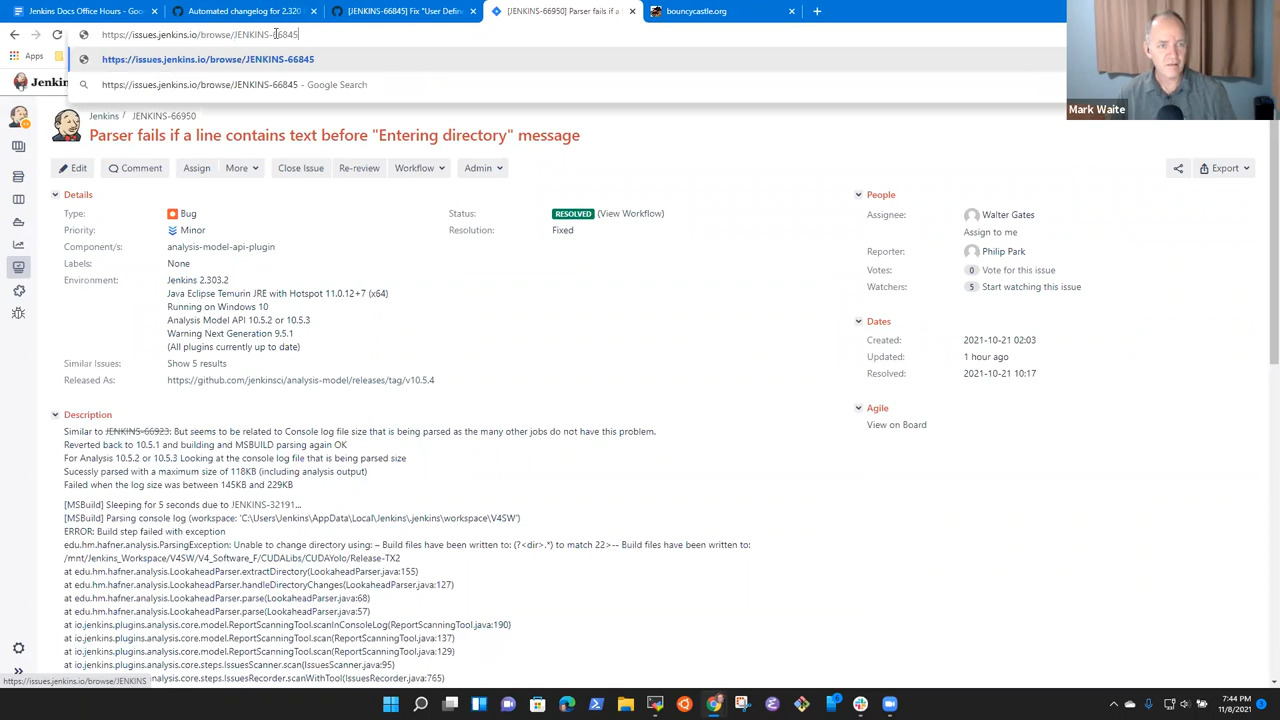 Jenkins Docs Office Hours - Goo
Automated changelog for 2.320
[JENKINS-66845] Fix "User Defin
[JENKINS-66950] Parser fails if a
bouncycastle.org
https://issues.jenkins.io/browse/JENKINS-66845
Apps
https://issues.jenkins.io/browse/JENKINS-66845
https://issues.jenkins.io/browse/JENKINS-66845 - Google Search
Jenkin
Mark Waite
Jenkins / JENKINS-66950
Parser fails if a line contains text before "Entering directory" message
Edit Comment Assign More Close Issue Re-review Workflow Admin Export
Details
Type: Bug Status: RESOLVED (View Workflow)
Priority: Minor Resolution: Fixed
Component/s: analysis-model-api-plugin
Labels: None
Environment: Jenkins 2.303.2
Java Eclipse Temurin JRE with Hotspot 11.0.12+7 (x64)
Running on Windows 10
Analysis Model API 10.5.2 or 10.5.3
Warning Next Generation 9.5.1
(All plugins currently up to date)
Similar Issues: Show 5 results
Released As: https://github.com/jenkinsci/analysis-model/releases/tag/v10.5.4
People
Assignee: Walter Gates
Assign to me
Reporter: Philip Park
Votes: 0 Vote for this issue
Watchers: 5 Start watching this issue
Dates
Created: 2021-10-21 02:03
Updated: 1 hour ago
Resolved: 2021-10-21 10:17
Agile
View on Board
Description
Similar to JENKINS-66923: But seems to be related to Console log file size that is being parsed as the many other jobs do not have this problem.
Reverted back to 10.5.1 and building and MSBUILD parsing again OK
For Analysis 10.5.2 or 10.5.3 Looking at the console log file that is being parsed size
Sucessly parsed with a maximum size of 118KB (including analysis output)
Failed when the log size was between 145KB and 229KB
[MSBuild] Sleeping for 5 seconds due to JENKINS-32191...
[MSBuild] Parsing console log (workspace: 'C:\Users\Jenkins\AppData\Local\Jenkins\.jenkins\workspace\V4SW')
ERROR: Build step failed with exception
edu.hm.hafner.analysis.ParsingException: Unable to change directory using: – Build files have been written to: (?<dir>.*) to match 22>-- Build files have been written to:
/mnt/Jenkins_Workspace/V4SW/V4_Software_F/CUDALibs/CUDAYolo/Release-TX2
at edu.hm.hafner.analysis.LookaheadParser.extractDirectory(LookaheadParser.java:155)
at edu.hm.hafner.analysis.LookaheadParser.handleDirectoryChanges(LookaheadParser.java:127)
at edu.hm.hafner.analysis.LookaheadParser.parse(LookaheadParser.java:68)
at edu.hm.hafner.analysis.LookaheadParser.parse(LookaheadParser.java:57)
at io.jenkins.plugins.analysis.core.model.ReportScanningTool.scanInConsoleLog(ReportScanningTool.java:190)
at io.jenkins.plugins.analysis.core.model.ReportScanningTool.scan(ReportScanningTool.java:137)
at io.jenkins.plugins.analysis.core.model.ReportScanningTool.scan(ReportScanningTool.java:129)
at io.jenkins.plugins.analysis.core.steps.IssuesScanner.scan(IssuesScanner.java:95)
at io.jenkins.plugins.analysis.core.steps.IssuesRecorder.scanWithTool(IssuesRecorder.java:765)
https://issues.jenkins.io/browse/JENKINS
7:44 PM
11/8/2021